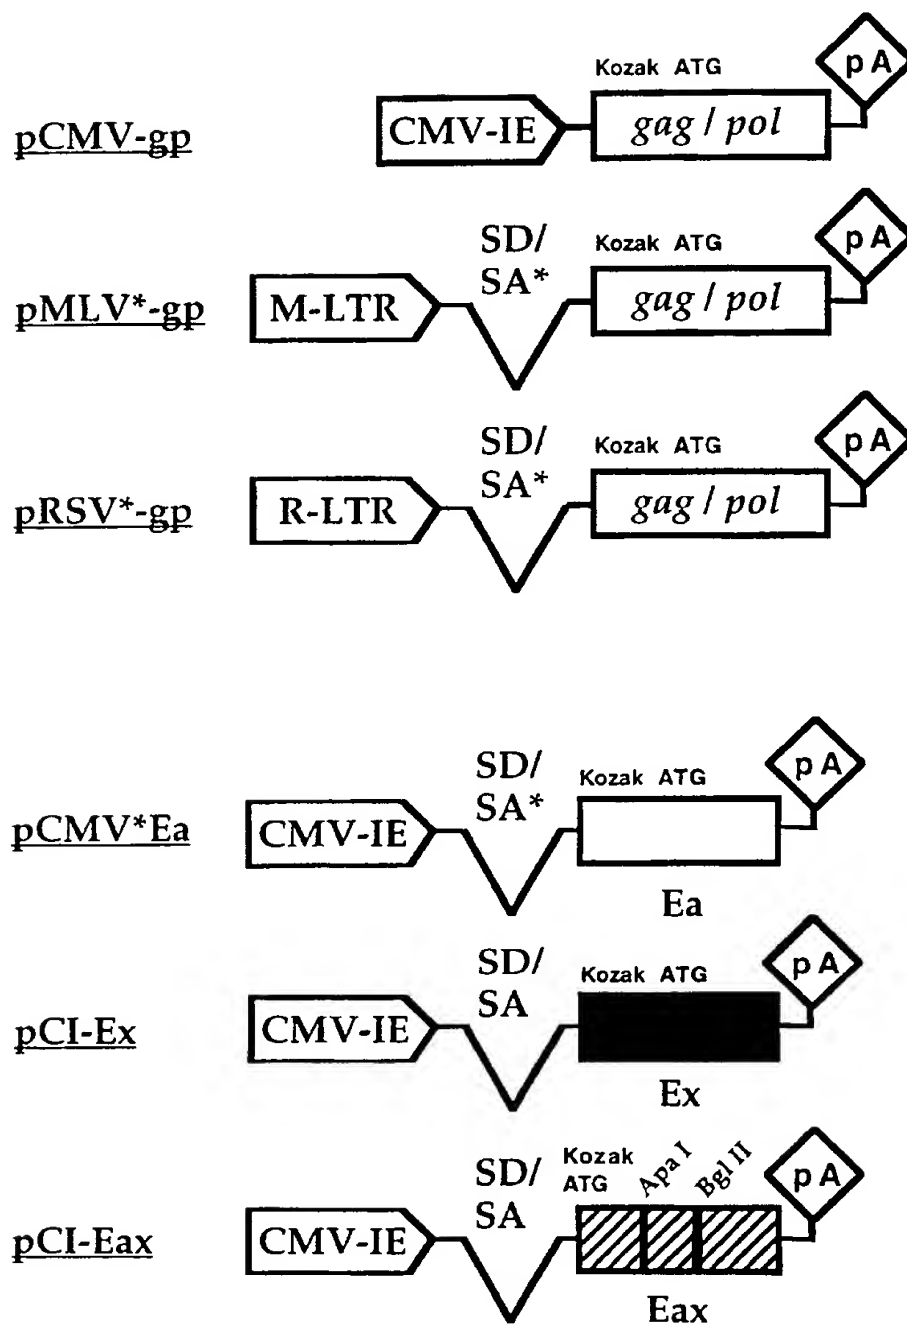 Kozak ATG
pA
pCMV-gp
CMV-IE
gag / pol
SD/
SA*
Kozak ATG
pA
pMLV*-gp
M-LTR
gag / pol
SD/
SA*
Kozak ATG
pA
pRSV*-gp
R-LTR
gag / pol
SD/
SA*
Kozak ATG
pA
pCMV*Ea
CMV-IE
Ea
SD/
SA
Kozak ATG
pA
pCI-Ex
CMV-IE
Ex
SD/
SA
Kozak
ATG
Apa I
Bgl II
pA
pCI-Eax
CMV-IE
Eax